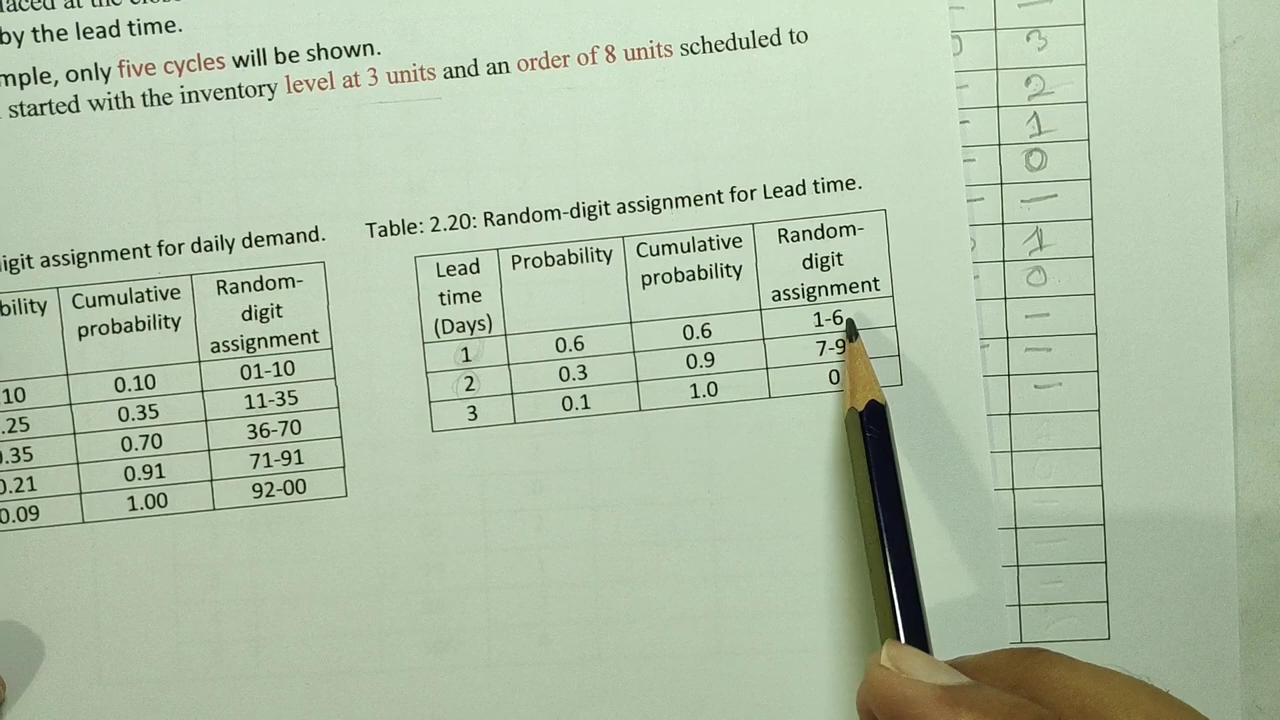 by the lead time.
only five cycles will be shown.
started with the inventory level at 3 units and an order of 8 units scheduled to
assignment for daily demand.
Cumulative probability
Random-digit assignment
10 0.10 01-10
.25 0.35 11-35
.35 0.70 36-70
0.21 0.91 71-91
0.09 1.00 92-00
Table: 2.20: Random-digit assignment for Lead time.
Lead time (Days)
Probability
Cumulative probability
Random-digit assignment
1 0.6 0.6 1-6
2 0.3 0.9 7-9
3 0.1 1.0 0
3
2
1
0
1
0